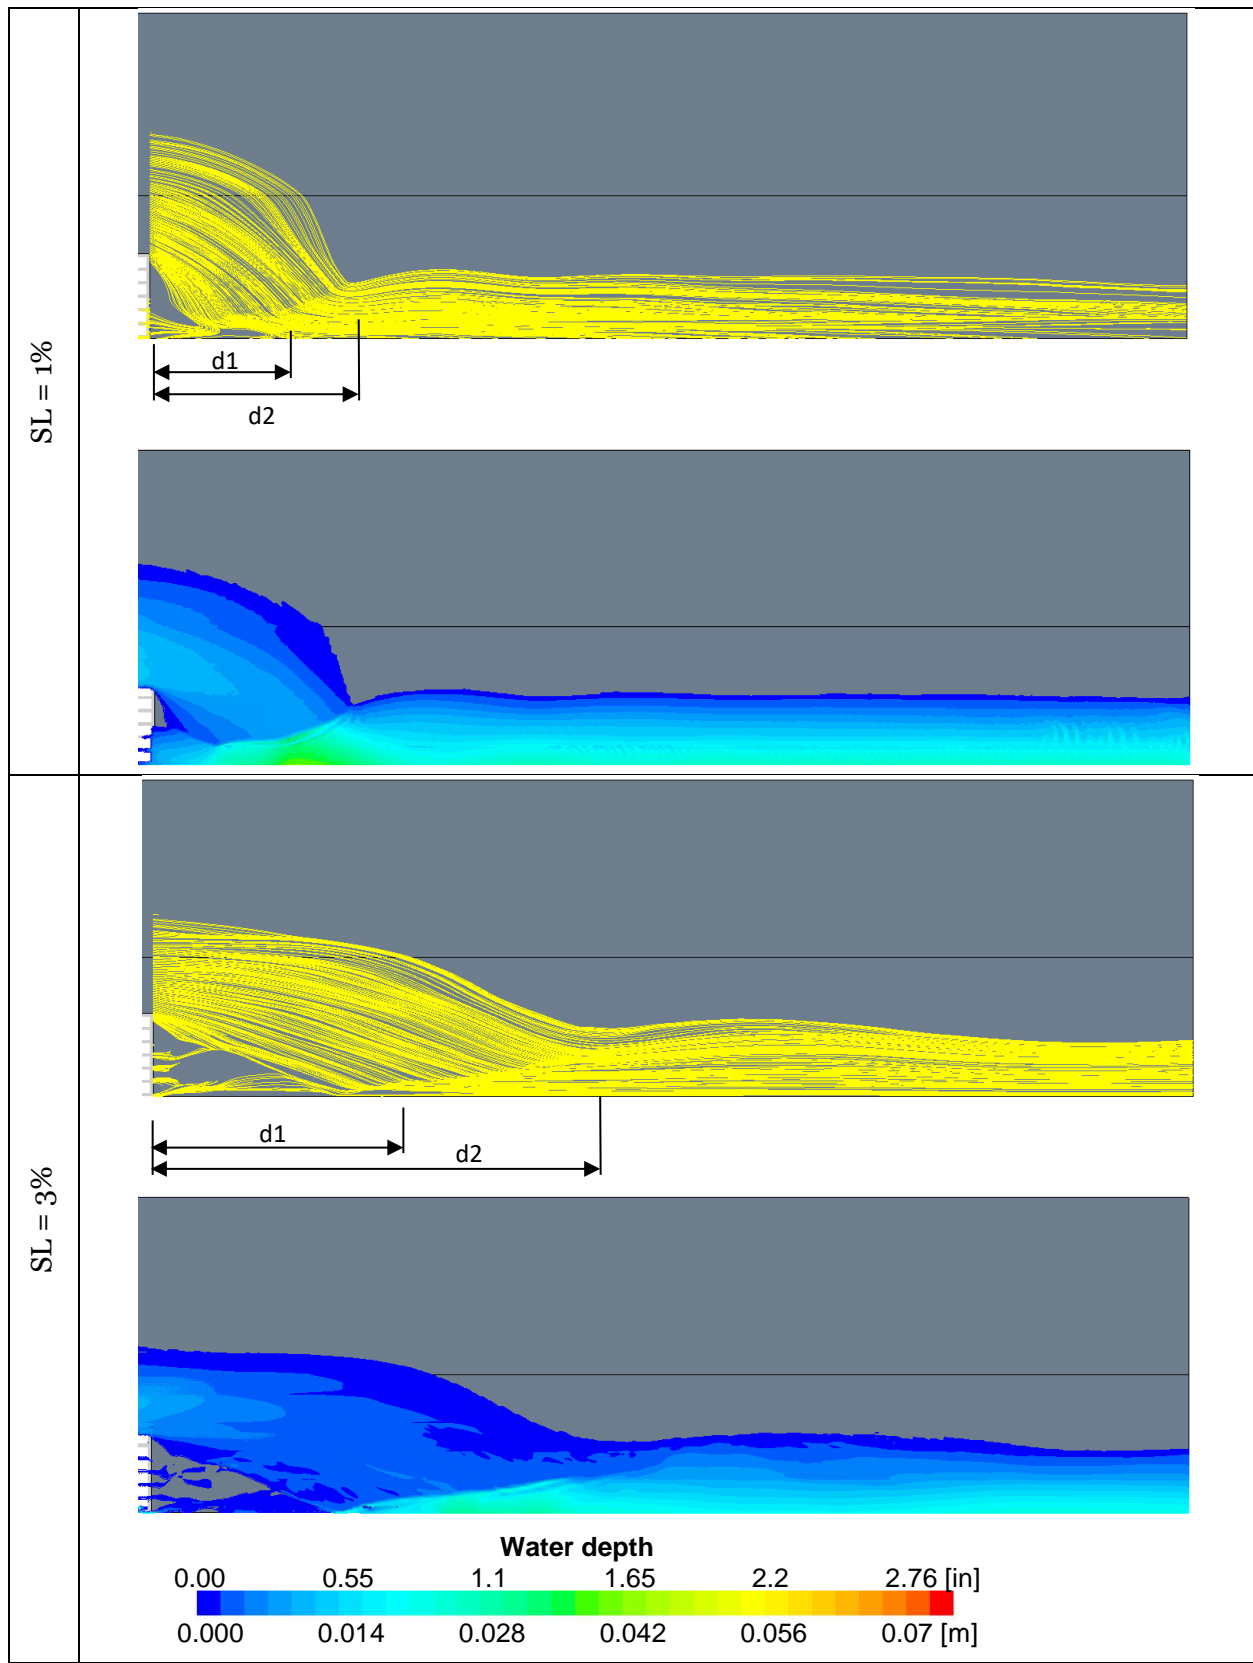 SL = 1%
d1
d2
SL = 3%
d1
d2
Water depth
0.00 0.55 1.1 1.65 2.2 2.76 [in]
0.000 0.014 0.028 0.042 0.056 0.07 [m]